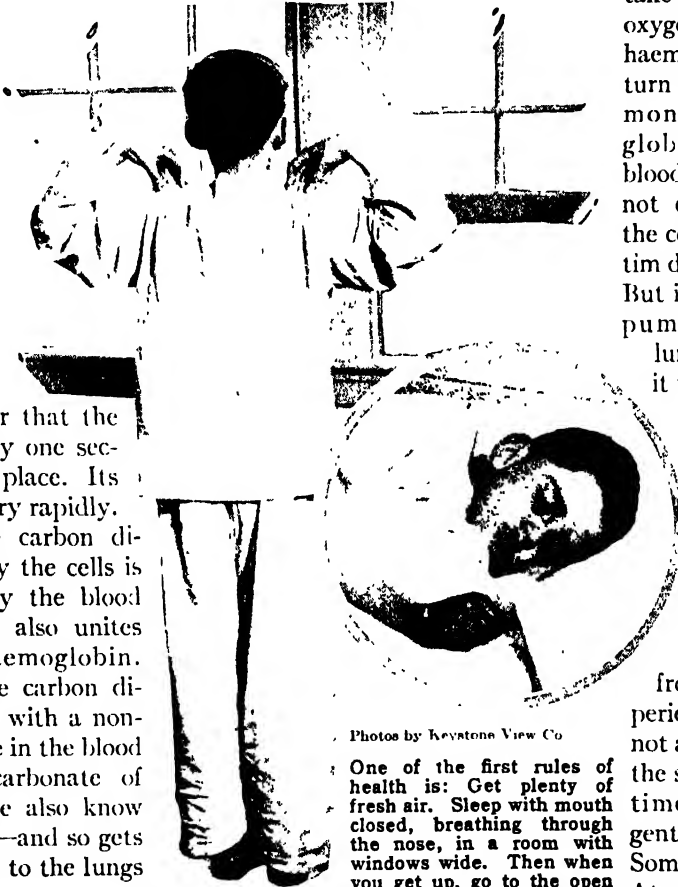 r that the
y one sec-
place. Its
ry rapidly.
carbon di-
y the cells is
y the blood
also unites
emoglobin.
e carbon di-
with a non-
e in the blood
carbonate of
e also know
—and so gets
to the lungs
Photos by Keystone View Co
One of the first rules of
health is: Get plenty of
fresh air. Sleep with mouth
closed, breathing through
the nose, in a room with
windows wide. Then when
you get up, go to the open
oxyge
haem
turn
mon
glob
blood
not
the c
tim d
But i
pum
lun
it
fro
perie
not a
the s
time
gent
Som